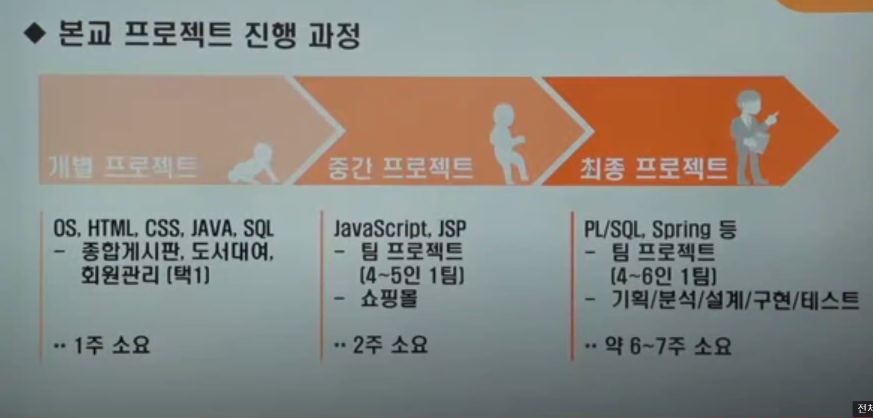 ◆ 본교 프로젝트 진행 과정
개별 프로젝트
중간 프로젝트
최종 프로젝트
OS, HTML, CSS, JAVA, SQL
- 종합게시판, 도서대여,
회원관리 (택1)
·· 1주 소요
JavaScript, JSP
- 팀 프로젝트
(4~5인 1팀)
- 쇼핑몰
·· 2주 소요
PL/SQL, Spring 등
- 팀 프로젝트
(4~6인 1팀)
- 기획/분석/설계/구현/테스트
·· 약 6~7주 소요